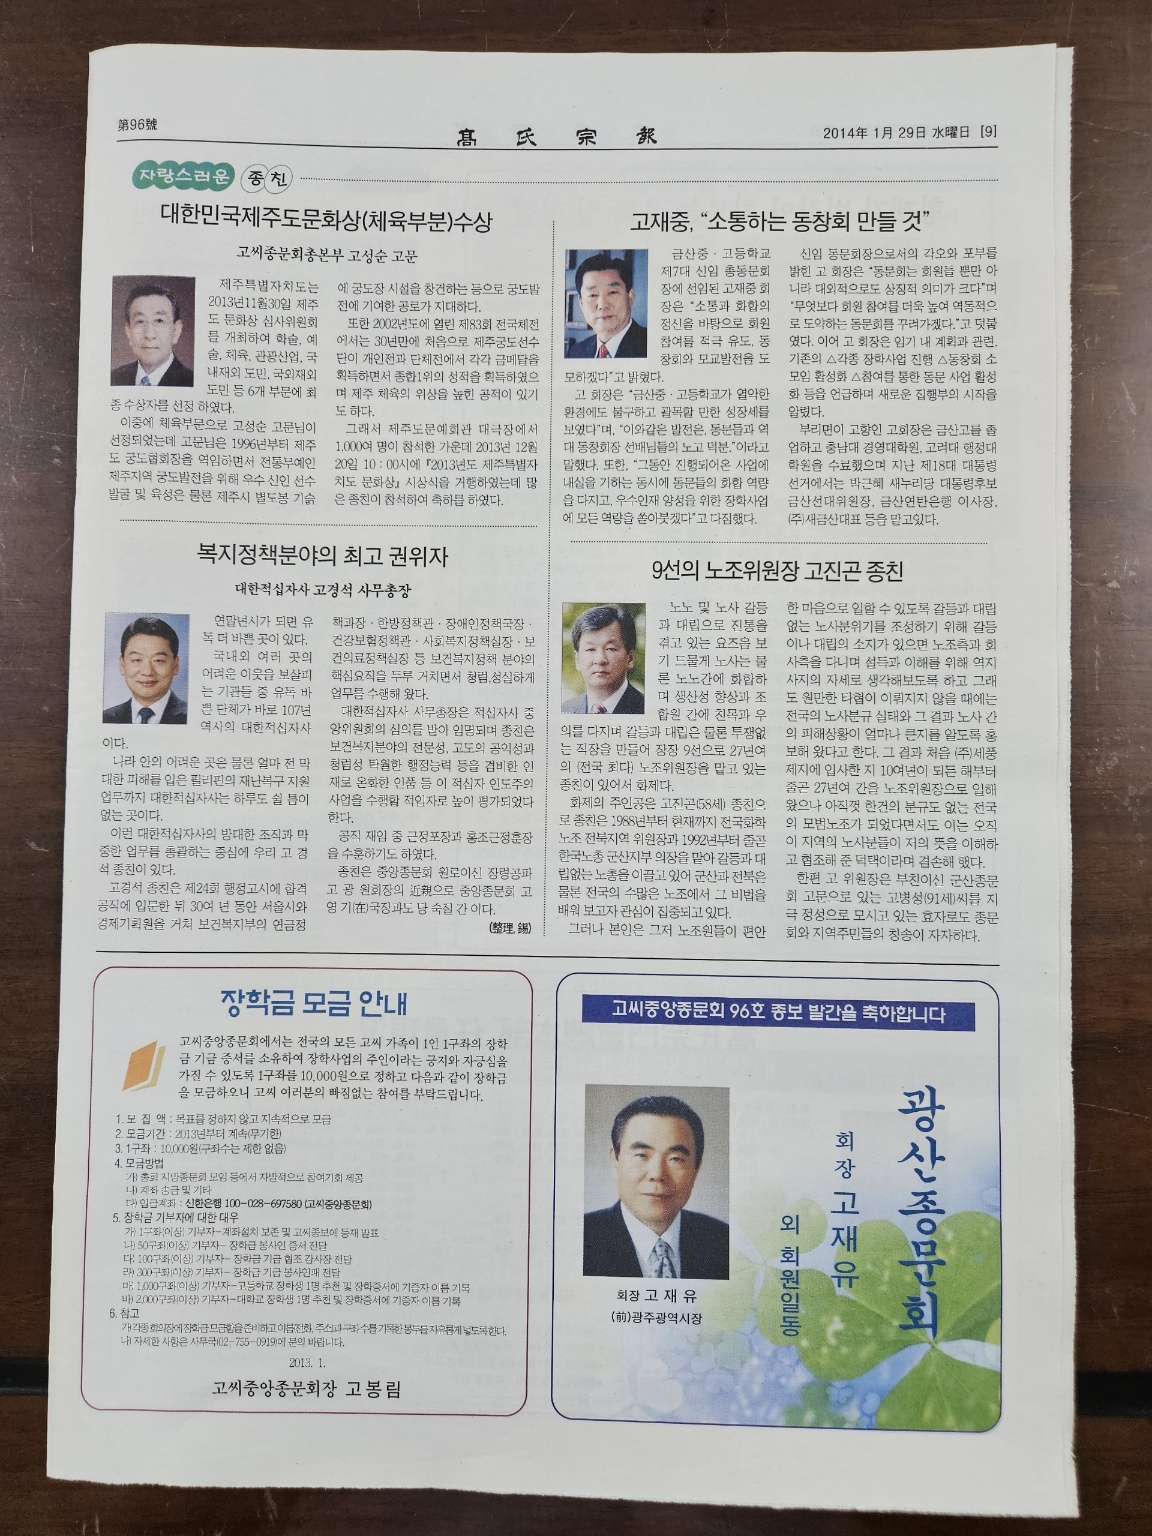 第96號
髙氏宗報
2014年 1月 29日 水曜日 [9]
자랑스러운 종친
대한민국제주도문화상(체육부분)수상
고씨종문회총본부 고성순 고문
제주특별자치도는
2013년11월30일 제주
도 문화상 심사위원회
를 개최하여 학술, 예
술, 체육, 관광산업, 국
내재외 도민, 국외재외
도민 등 6개 부문에 최
종 수상자를 선정 하였다.
이중에 체육부문으로 고성순 고문님이
선정되었는데 고문님은 1996년부터 제주
도 궁도협회장을 역임하면서 전통무예인
제주지역 궁도발전을 위해 우수 신인 선수
발굴 및 육성은 물론 제주시 별도봉 기슭
에 궁도장 시설을 창건하는 등으로 궁도발
전에 기여한 공로가 지대하다.
또한 2002년도에 열린 제83회 전국체전
에서는 30년만에 처음으로 제주궁도선수
단이 개인전과 단체전에서 각각 금메답을
획득하면서 종합1위의 성적을 획득하였으
며 제주 체육의 위상을 높힌 공적이 있기
도 하다.
그래서 제주도문예회관 대극장에서
1,000여 명이 참석한 가운데 2013년 12월
20일 10 : 00시에 『2013년도 제주특별자
치도 문화상』 시상식을 거행하였는데 많
은 종친이 참석하여 축하를 하였다.
고재중, “소통하는 동창회 만들 것”
금산중 · 고등학교
제7대 신임 총동문회
장에 선임된 고재중 회
장은 “소통과 화합의
정신을 바탕으로 회원
참여를 적극 유도, 동
창회와 모교발전을 도
모하겠다”고 밝혔다.
고 회장은 “금산중 · 고등학교가 열악한
환경에도 불구하고 괄목할 만한 성장세를
보였다”며, “이와같은 발전은, 동문들과 역
대 동창회장 선배님들의 노고 덕분,”이라고
말했다. 또한, “그동안 진행되어온 사업에
내실을 기하는 동시에 동문들의 화합 역량
을 다지고, 우수인재 양성을 위한 장학사업
에 모든 역량을 쏟아붓겠다”고 다짐했다.
신임 동문회장으로서의 각오와 포부를
밝힌 고 회장은 “동문회는 회원들 뿐만 아
니라 대외적으로도 상징적 의미가 크다”며
“무엇보다 회원 참여를 더욱 높여 역동적으
로 도약하는 동문회를 꾸려가겠다.”고 덧붙
였다. 이어 고 회장은 임기 내 계획과 관련,
기존의 △각종 장학사업 진행 △동창회 소
모임 활성화 △참여를 통한 동문 사업 활성
화 등을 언급하며 새로운 집행부의 시작을
알렸다.
부리면이 고향인 고회장은 금산고를 졸
업하고 충남대 경영대학원, 고려대 행정대
학원을 수료했으며 지난 제18대 대통령
선거에서는 박근혜 새누리당 대통령후보
금산선대위원장, 금산연탄은행 이사장,
(주)새금산대표 등을 맡고있다.
복지정책분야의 최고 권위자
대한적십자사 고경석 사무총장
연말년시가 되면 유
독 더 바쁜 곳이 있다.
국내외 여러 곳의
어려운 이웃을 보살피
는 기관들 중 유독 바
쁜 단체가 바로 107년
역사의 대한적십자사
이다.
나라 안의 어려운 곳은 물론 얼마 전 막
대한 피해를 입은 필리핀의 재난복구 지원
업무까지 대한적십자사는 하루도 쉴 틈이
없는 곳이다.
이런 대한적십자사의 방대한 조직과 막
중한 업무를 총괄하는 중심에 우리 고 경
석 종친이 있다.
고경석 종친은 제24회 행정고시에 합격
공직에 입문한 뒤 30여 년 동안 서울시와
경제기획원을 거쳐 보건복지부의 연금정
책과장 · 한방정책관 · 장애인정책국장 ·
건강보험정책관 · 사회복지정책실장 · 보
건의료정책실장 등 보건복지정책 분야의
핵심요직을 두루 거치면서 청렴,성실하게
업무를 수행해 왔다.
대한적십자사 사무총장은 적십자사 중
앙위원회의 심의를 받아 임명되며 종친은
보건복지분야의 전문성, 고도의 공익성과
청렴성 탁월한 행정능력 등을 겸비한 인
재로 온화한 인품 등 이 적십자 인도주의
사업을 수행할 적임자로 높이 평가되었다
한다.
공직 재임 중 근정포장과 홍조근정훈장
을 수훈하기도 하였다.
종친은 중앙종문회 원로이신 장령공파
고 광 원회장의 近親으로 중앙종문회 고
영 기(在)국장과도 당 숙질 간 이다.
(整理, 錫)
9선의 노조위원장 고진곤 종친
노노 및 노사 갈등
과 대립으로 진통을
겪고 있는 요즈음 보
기 드물게 노사는 물
론 노노간에 화합하
며 생산성 향상과 조
합원 간에 친목과 우
의를 다지며 갈등과 대립은 물론 투쟁없
는 직장을 만들어 장장 9선으로 27년여
의 (전국 최다) 노조위원장을 맡고 있는
종친이 있어서 화제다.
화제의 주인공은 고진곤(58세) 종친으
로 종친은 1988년부터 현재까지 전국화학
노조 전북지역 위원장과 1992년부터 줄곧
한국노총 군산지부 의장을 맡아 갈등과 대
립없는 노총을 이끌고 있어 군산과 전북은
물론 전국의 수많은 노조에서 그 비법을
배워 보고자 관심이 집중되고 있다.
그러나 본인은 그저 노조원들이 편안
한 마음으로 일할 수 있도록 갈등과 대립
없는 노사분위기를 조성하기 위해 갈등
이나 대립의 소지가 있으면 노조측과 회
사측을 다니며 설득과 이해를 위해 역지
사지의 자세로 생각해보도록 하고 그래
도 원만한 타협이 이뤄지지 않을 때에는
전국의 노사분규 실태와 그 결과 노사 간
의 피해상황이 얼마나 큰지를 알도록 홍
보해 왔다고 한다. 그 결과 처음 (주)세풍
제지에 입사한 지 10여년이 되든 해부터
줄곧 27년여 간을 노조위원장으로 일해
왔으나 아직껏 한건의 분규도 없는 전국
의 모범노조가 되었다면서도 이는 오직
이 지역의 노사분들이 저의 뜻을 이해하
고 협조해 준 덕택이라며 겸손해 했다.
한편 고 위원장은 부친이신 군산종문
회 고문으로 있는 고병성(91세)씨를 지
극 정성으로 모시고 있는 효자로도 종문
회와 지역주민들의 칭송이 자자하다.
장학금 모금 안내
고씨중앙종문회에서는 전국의 모든 고씨 가족이 1인 1구좌의 장학
금 기금 증서를 소유하여 장학사업의 주인이라는 긍지와 자긍심을
가질 수 있도록 1구좌를 10,000원으로 정하고 다음과 같이 장학금
을 모금하오니 고씨 여러분의 빠짐없는 참여를 부탁드립니다.
1. 모 집 액 : 목표를 정하지 않고 지속적으로 모금
2. 모금기간 : 2013년부터 계속(무기한)
3. 1구좌 : 10,000원(구좌수는 제한 없음)
4. 모금방법
가) 총회 지방종문회 모임 등에서 자발적으로 참여기회 제공
나) 계좌 송금 및 기타
다) 입금계좌 : 신한은행 100-028-697580 (고씨중앙종문회)
5. 장학금 기부자에 대한 대우
가) 1구좌(이상) 기부자-계좌설치 보존 및 고씨종보에 등재 발표
나) 50구좌(이상) 기부자- 장학금 봉사인 증서 전달
다) 100구좌(이상) 기부자- 장학금 기금 협조 감사장 전달
라) 300구좌(이상) 기부자- 장학금 기금 봉사인패 전달
마) 1,000구좌(이상) 기부자-고등학교 장학생 1명 추천 및 장학증서에 기증자 이름 기록
바) 2,000구좌(이상) 기부자-대학교 장학생 1명 추천 및 장학증서에 기증자 이름 기록
6. 참고
가) 각종 회의장에 장학금 모금함을 준비하고 이름(전화, 주소)과 구좌 수를 기록한 봉투를 자유롭게 넣도록 한다.
나) 자세한 사항은 사무국(02-755-0919)에 문의 바랍니다.
2013. 1.
고씨중앙종문회장 고봉림
고씨중앙종문회 96호 종보 발간을 축하합니다
광산종문회
회장 고재유
외 회원일동
회장 고 재 유
(前)광주광역시장